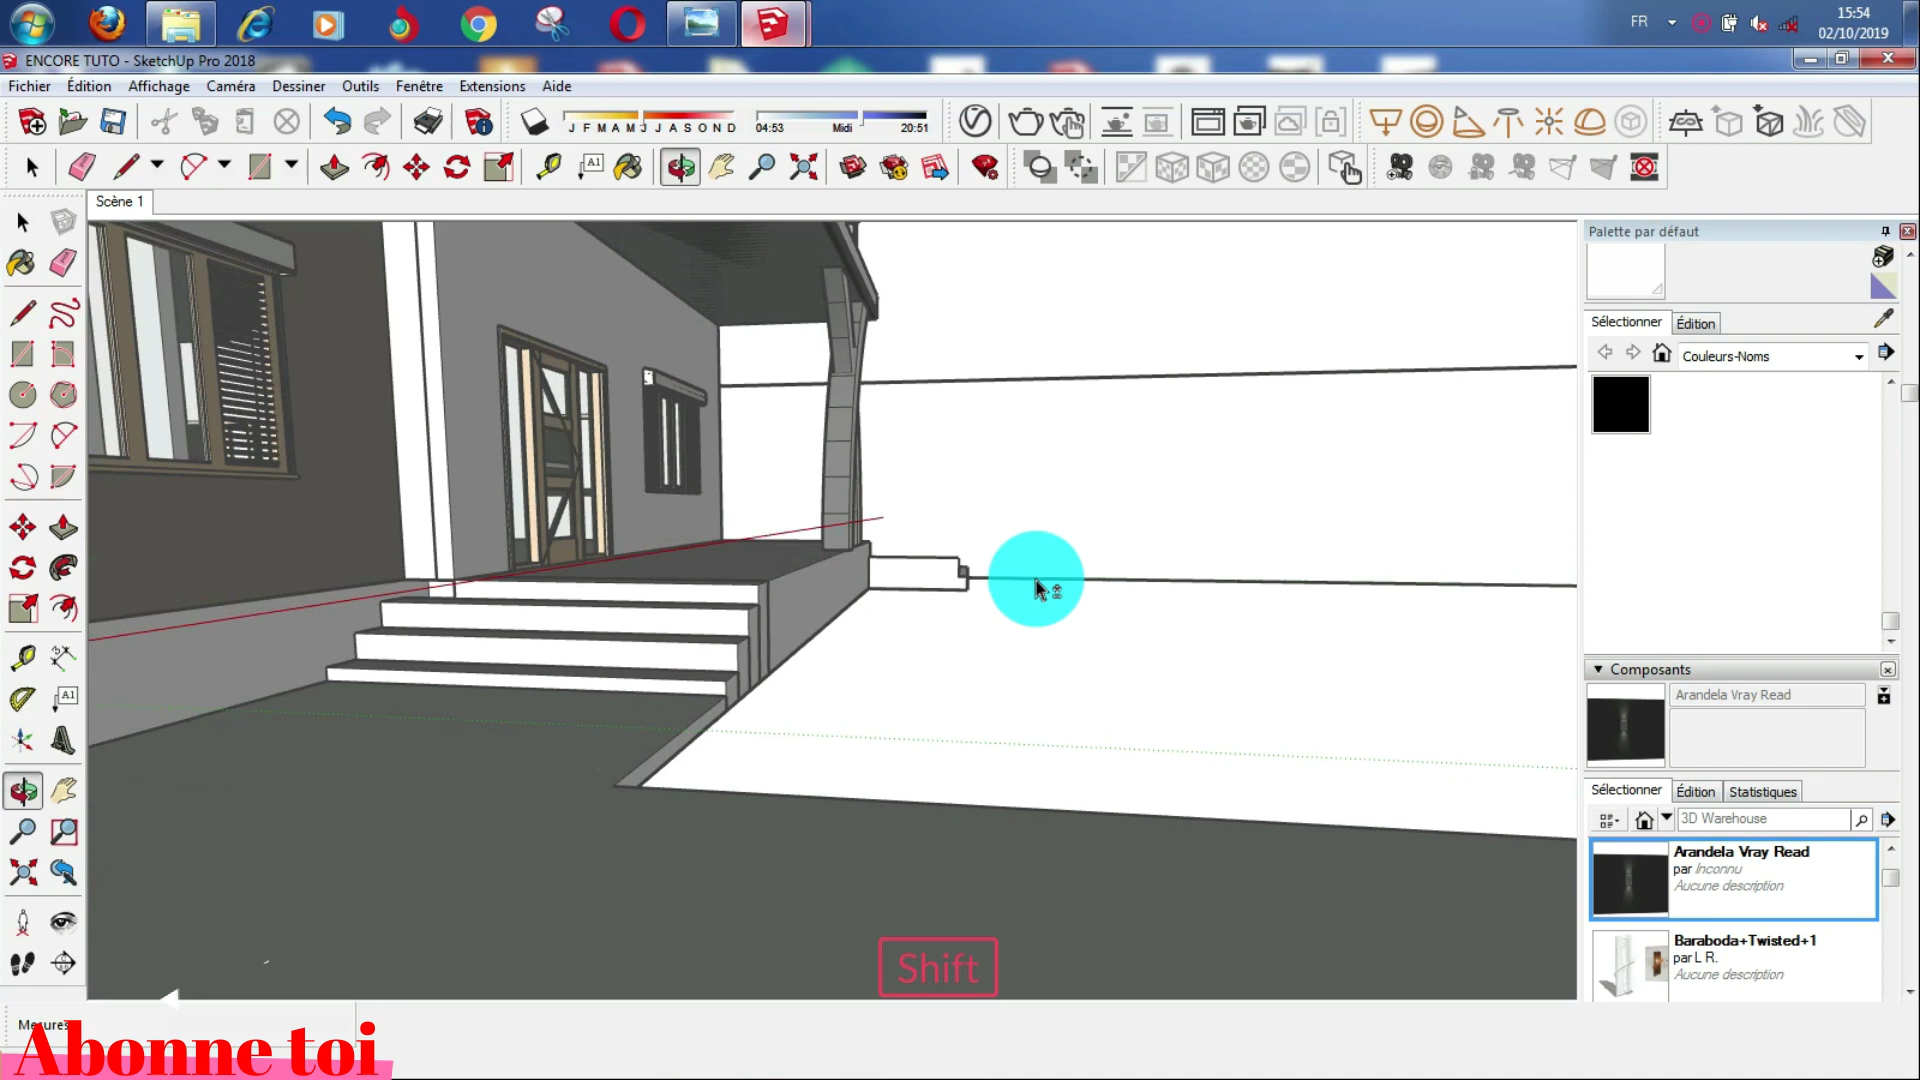 FR
15:54
02/10/2019
ENCORE TUTO - SketchUp Pro 2018
Fichier Édition Affichage Caméra Dessiner Outils Fenêtre Extensions Aide
J F M A M J J A S O N D
04:53 Midi 20:51
A1
Scène 1
Palette par défaut
Sélectionner Édition
Couleurs-Noms
A1
Composants
Arandela Vray Read
Sélectionner Édition Statistiques
3D Warehouse
Arandela Vray Read
par Inconnu
Aucune description
Baraboda+Twisted+1
par L R.
Aucune description
Shift
Mesures
Abonne toi